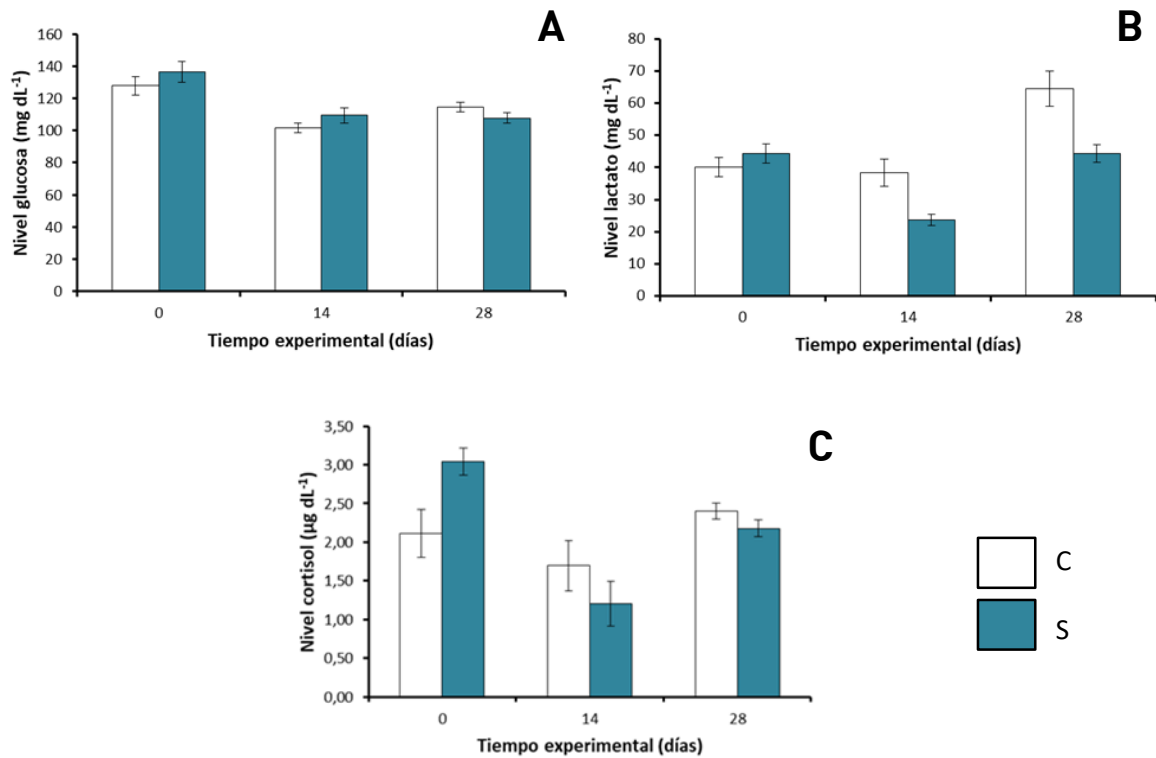 A
Nivel glucosa (mg dL⁻¹)
160
140
120
100
80
60
40
20
0
0 14 28
Tiempo experimental (días)
B
Nivel lactato (mg dL⁻¹)
80
70
60
50
40
30
20
10
0
0 14 28
Tiempo experimental (días)
C
Nivel cortisol (µg dL⁻¹)
3,50
3,00
2,50
2,00
1,50
1,00
0,50
0,00
0 14 28
Tiempo experimental (días)
C
S